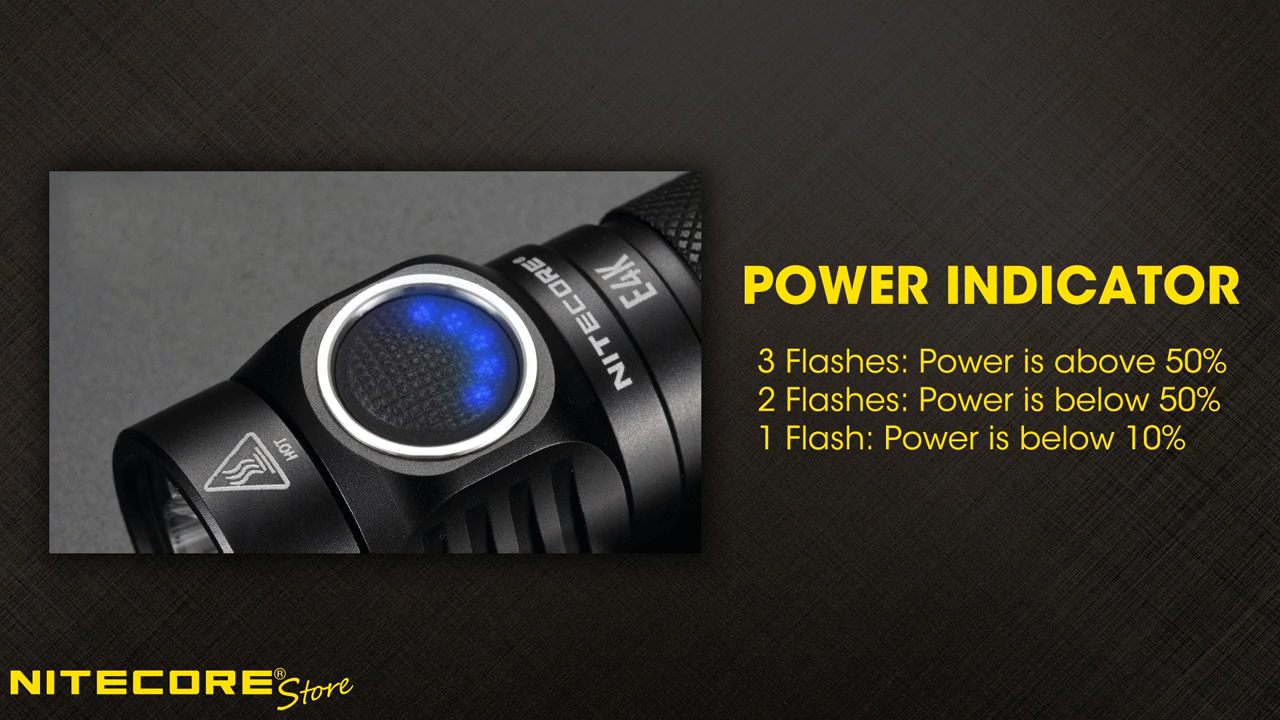 POWER INDICATOR
3 Flashes: Power is above 50%
2 Flashes: Power is below 50%
1 Flash: Power is below 10%
NITECORE®
E4K
HOT
NITECORE® Store